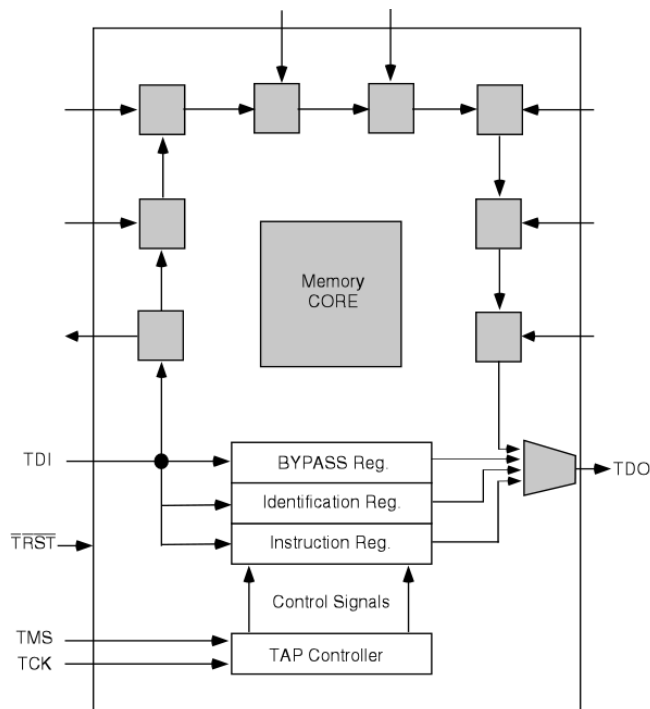 Memory
CORE
TDI
BYPASS Reg.
TDO
Identification Reg.
TRST
Instruction Reg.
Control Signals
TMS
TCK
TAP Controller